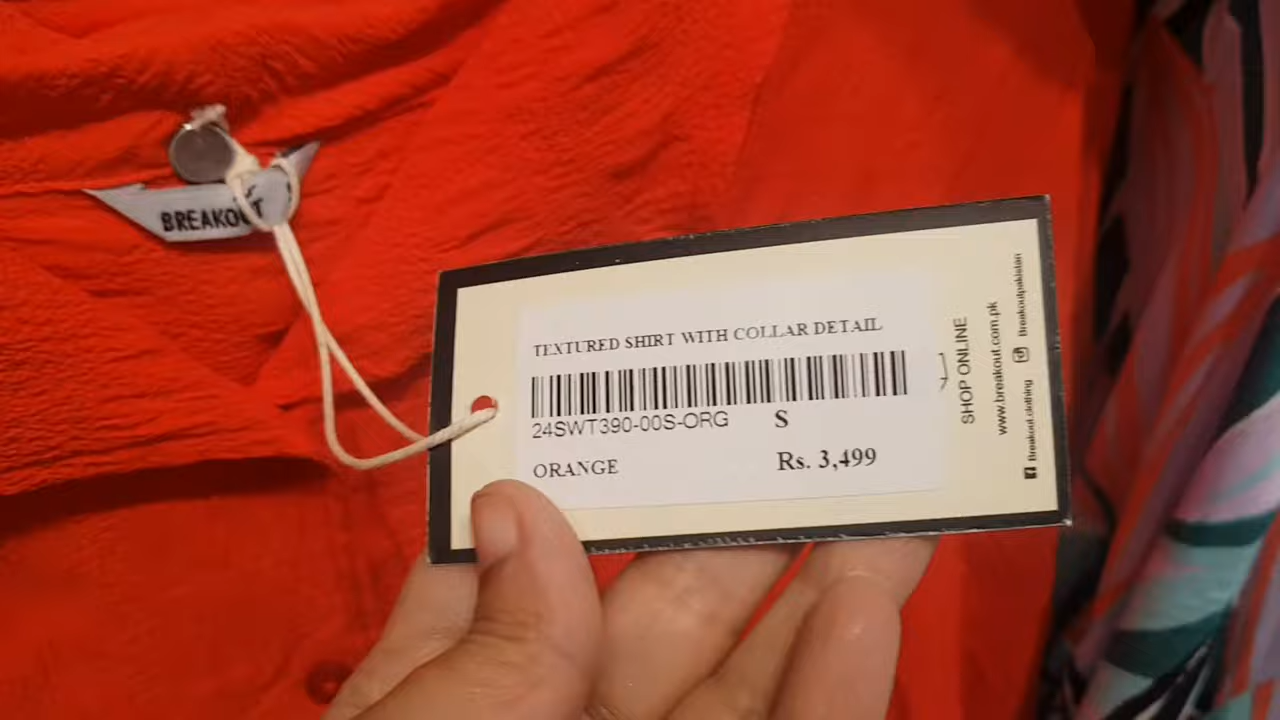 BREAKOUT
TEXTURED SHIRT WITH COLLAR DETAIL
24SWT390-00S-ORG S
ORANGE Rs. 3,499
SHOP ONLINE
www.breakout.com.pk
Breakout.clothing Breakoutpakistan